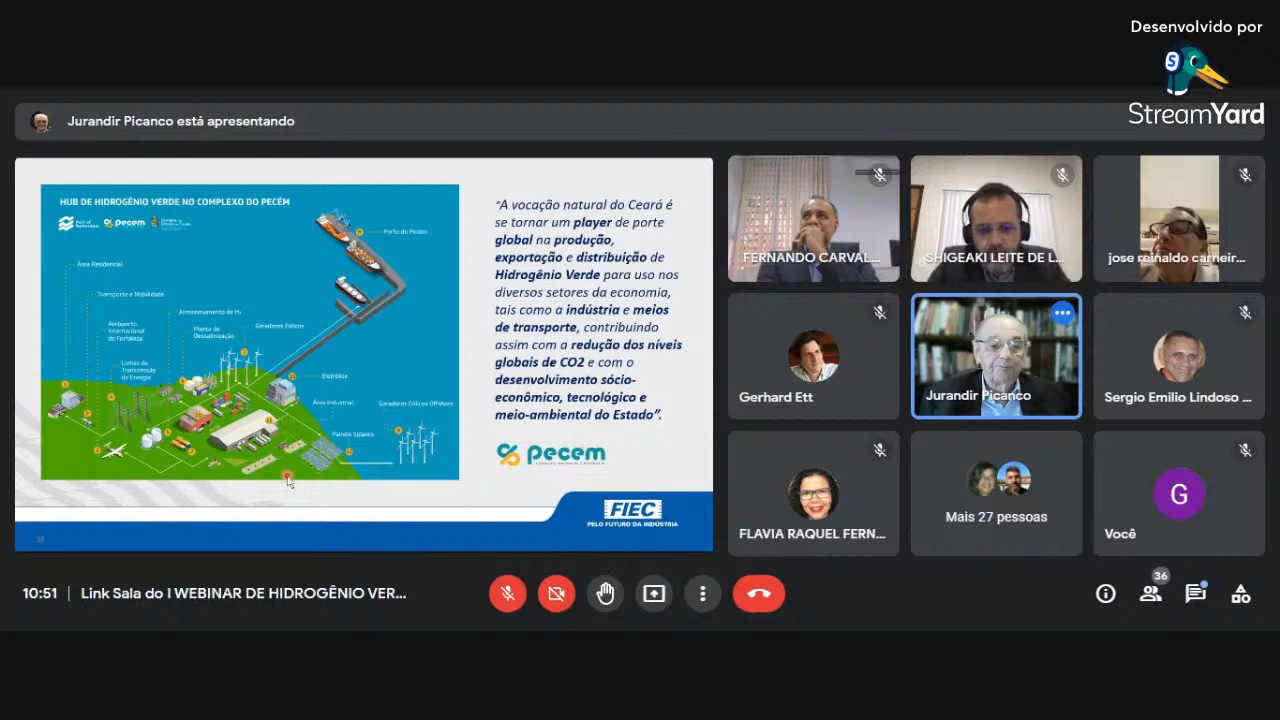 Desenvolvido por
StreamYard
Jurandir Picanco está apresentando
HUB DE HIDROGÊNIO VERDE NO COMPLEXO DO PECÉM
Port of Rotterdam
pecem
Porto do Pecém
Área Residencial
Transporte e Mobilidade
Armazenamento de H₂
Aeroporto
Internacional
de Fortaleza
Planta de
Dessalinização
Geradores Eólicos
Linhas de
Transmissão
de Energia
Eletrólise
Área Industrial
Geradores Eólicos Offshore
Painéis Solares
“A vocação natural do Ceará é
se tornar um player de porte
global na produção,
exportação e distribuição de
Hidrogênio Verde para uso nos
diversos setores da economia,
tais como a indústria e meios
de transporte, contribuindo
assim com a redução dos níveis
globais de CO2 e com o
desenvolvimento sócio-
econômico, tecnológico e
meio-ambiental do Estado”.
pecem
FIEC
PELO FUTURO DA INDÚSTRIA
58
FERNANDO CARVAL...
SHIGEAKI LEITE DE L...
jose reinaldo carneir...
Gerhard Ett
Jurandir Picanco
Sergio Emilio Lindoso ...
FLAVIA RAQUEL FERN...
Mais 27 pessoas
G
Você
10:51 | Link Sala do I WEBINAR DE HIDROGÊNIO VER...
36